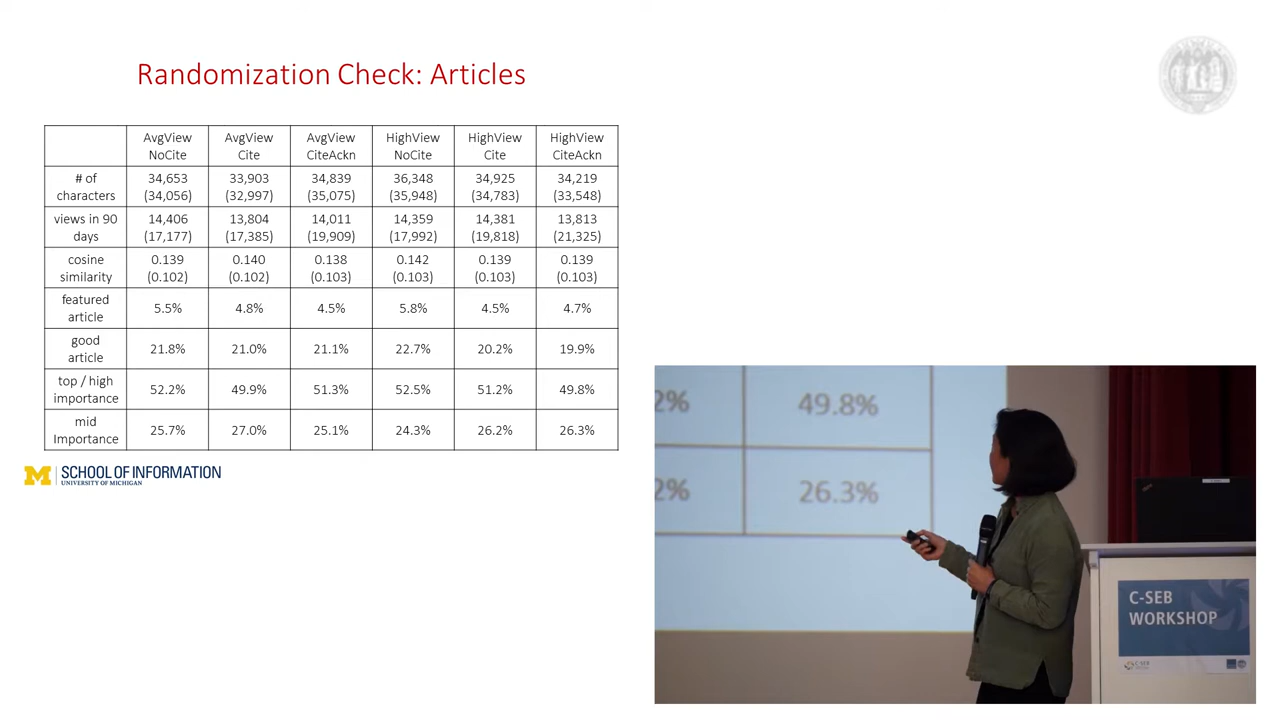 Randomization Check: Articles
AvgView NoCite AvgView Cite AvgView CiteAckn HighView NoCite HighView Cite HighView CiteAckn
# of characters 34,653 (34,056) 33,903 (32,997) 34,839 (35,075) 36,348 (35,948) 34,925 (34,783) 34,219 (33,548)
views in 90 days 14,406 (17,177) 13,804 (17,385) 14,011 (19,909) 14,359 (17,992) 14,381 (19,818) 13,813 (21,325)
cosine similarity 0.139 (0.102) 0.140 (0.102) 0.138 (0.103) 0.142 (0.103) 0.139 (0.103) 0.139 (0.103)
featured article 5.5% 4.8% 4.5% 5.8% 4.5% 4.7%
good article 21.8% 21.0% 21.1% 22.7% 20.2% 19.9%
top / high importance 52.2% 49.9% 51.3% 52.5% 51.2% 49.8%
mid Importance 25.7% 27.0% 25.1% 24.3% 26.2% 26.3%
M SCHOOL OF INFORMATION
UNIVERSITY OF MICHIGAN
2% 49.8%
2% 26.3%
C-SEB
WORKSHOP
C-SEB